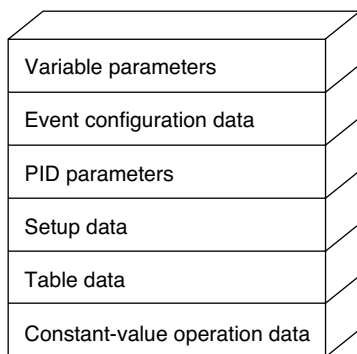 Variable parameters
Event configuration data
PID parameters
Setup data
Table data
Constant-value operation data